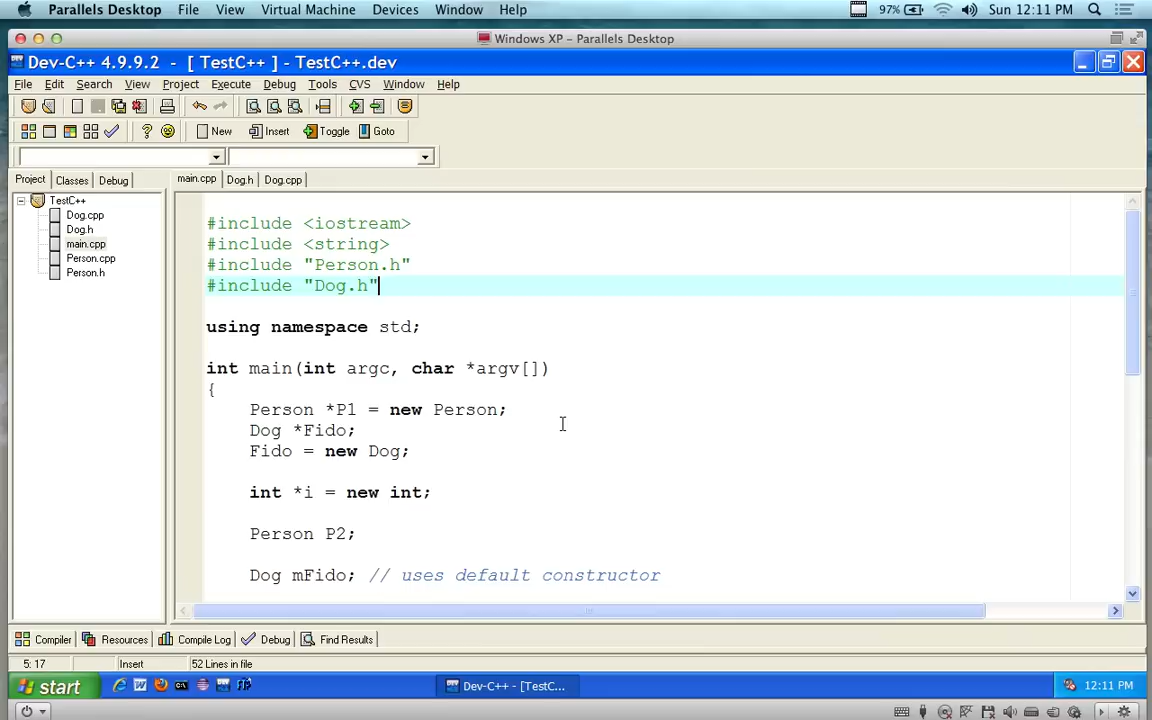 Parallels Desktop File View Virtual Machine Devices Window Help 97% Sun 12:11 PM
Windows XP – Parallels Desktop
Dev-C++ 4.9.9.2 - [ TestC++ ] - TestC++.dev
File Edit Search View Project Execute Debug Tools CVS Window Help
New Insert Toggle Goto
Project Classes Debug
main.cpp Dog.h Dog.cpp
TestC++
Dog.cpp
Dog.h
main.cpp
Person.cpp
Person.h
#include <iostream>
#include <string>
#include "Person.h"
#include "Dog.h"
using namespace std;
int main(int argc, char *argv[])
{
Person *P1 = new Person;
Dog *Fido;
Fido = new Dog;
int *i = new int;
Person P2;
Dog mFido; // uses default constructor
Compiler Resources Compile Log Debug Find Results
5: 17 Insert 52 Lines in file
start Dev-C++ - [TestC... 12:11 PM